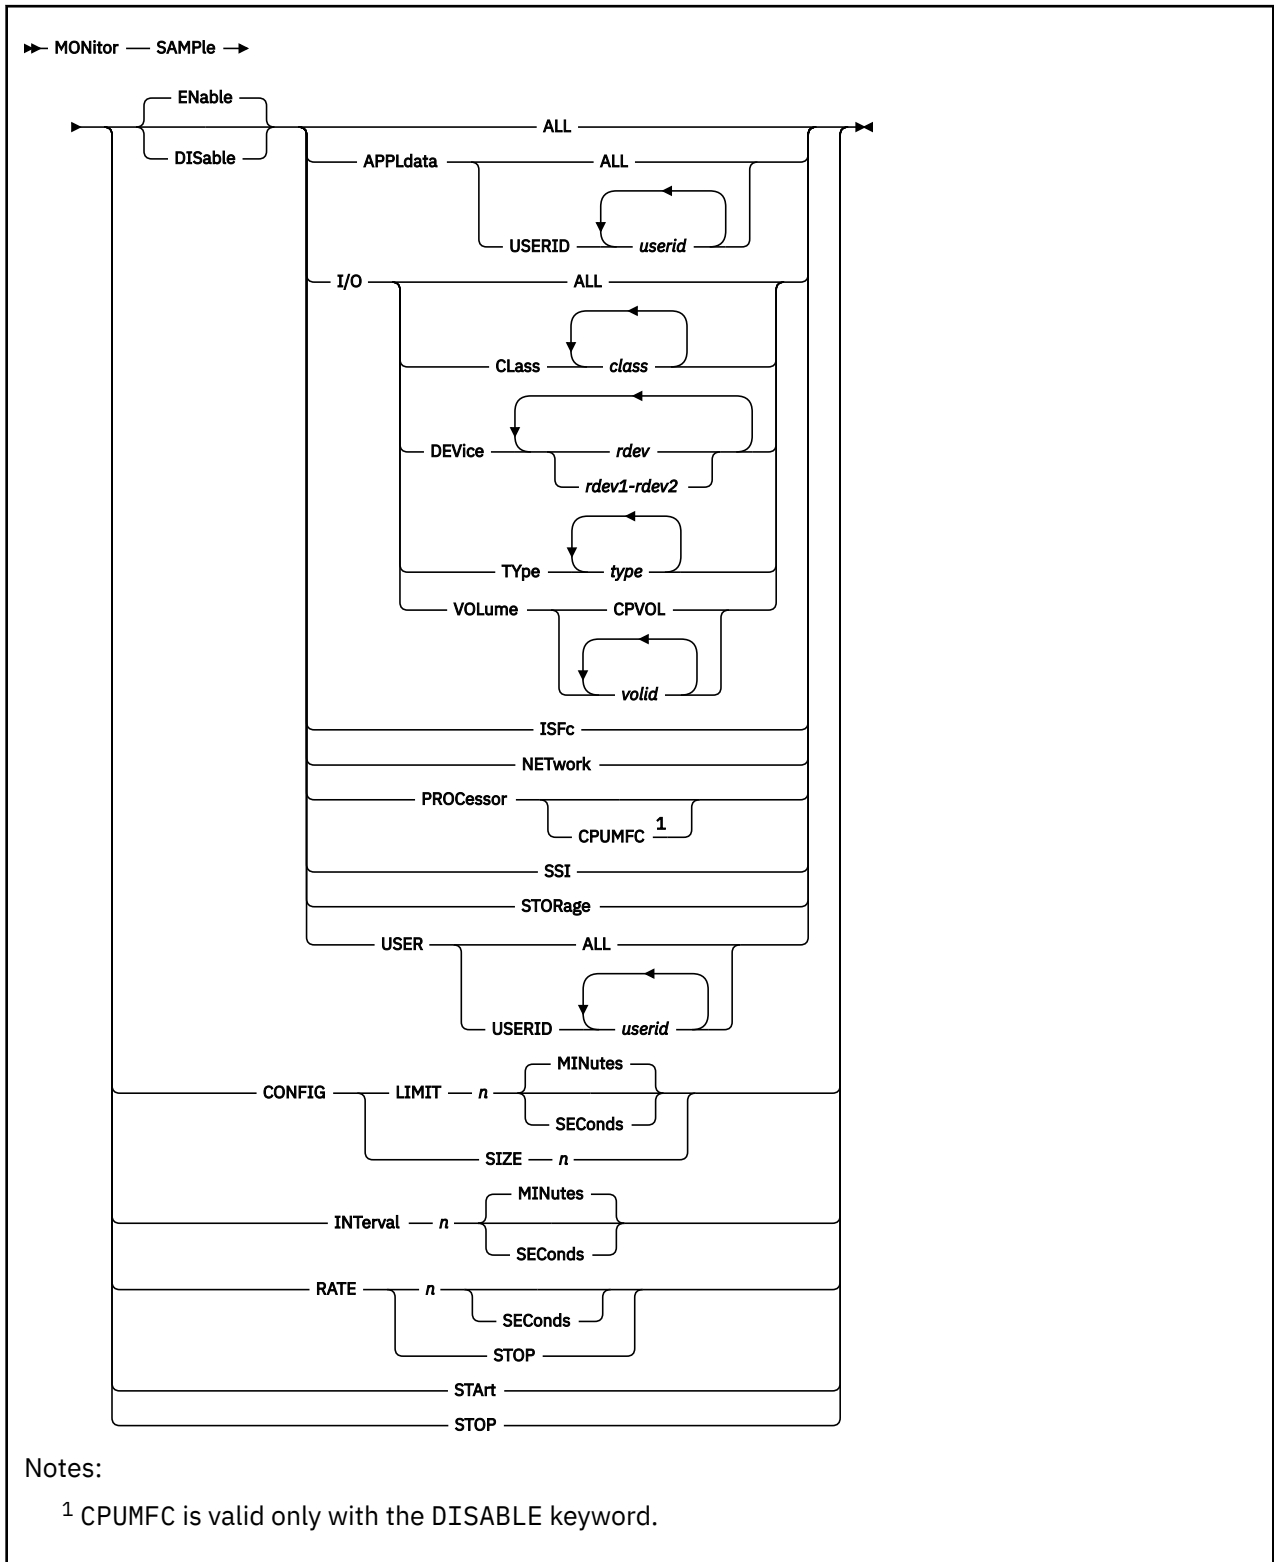 MONitor SAMPle
ENable
DISable
ALL
APPLdata ALL
USERID userid
I/O ALL
CLass class
DEVice rdev
rdev1-rdev2
TYpe type
VOLume CPVOL
volid
ISFc
NETwork
PROCessor
CPUMFC 1
SSI
STORage
USER ALL
USERID userid
MINutes
CONFIG LIMIT n
SEConds
SIZE n
MINutes
INTerval n
SEConds
RATE n
SEConds
STOP
STArt
STOP
Notes:
1 CPUMFC is valid only with the DISABLE keyword.